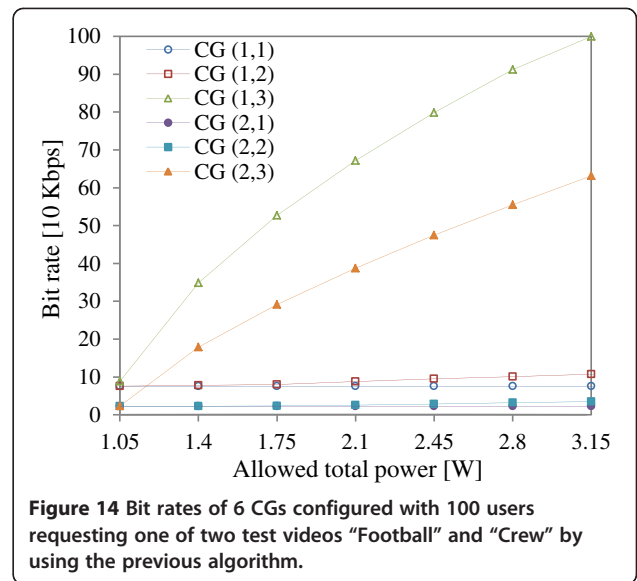 100
90
80
70
60
50
40
30
20
10
0
Bit rate [10 Kbps]
CG (1,1)
CG (1,2)
CG (1,3)
CG (2,1)
CG (2,2)
CG (2,3)
1.05 1.4 1.75 2.1 2.45 2.8 3.15
Allowed total power [W]
Figure 14 Bit rates of 6 CGs configured with 100 users
requesting one of two test videos “Football” and “Crew” by
using the previous algorithm.